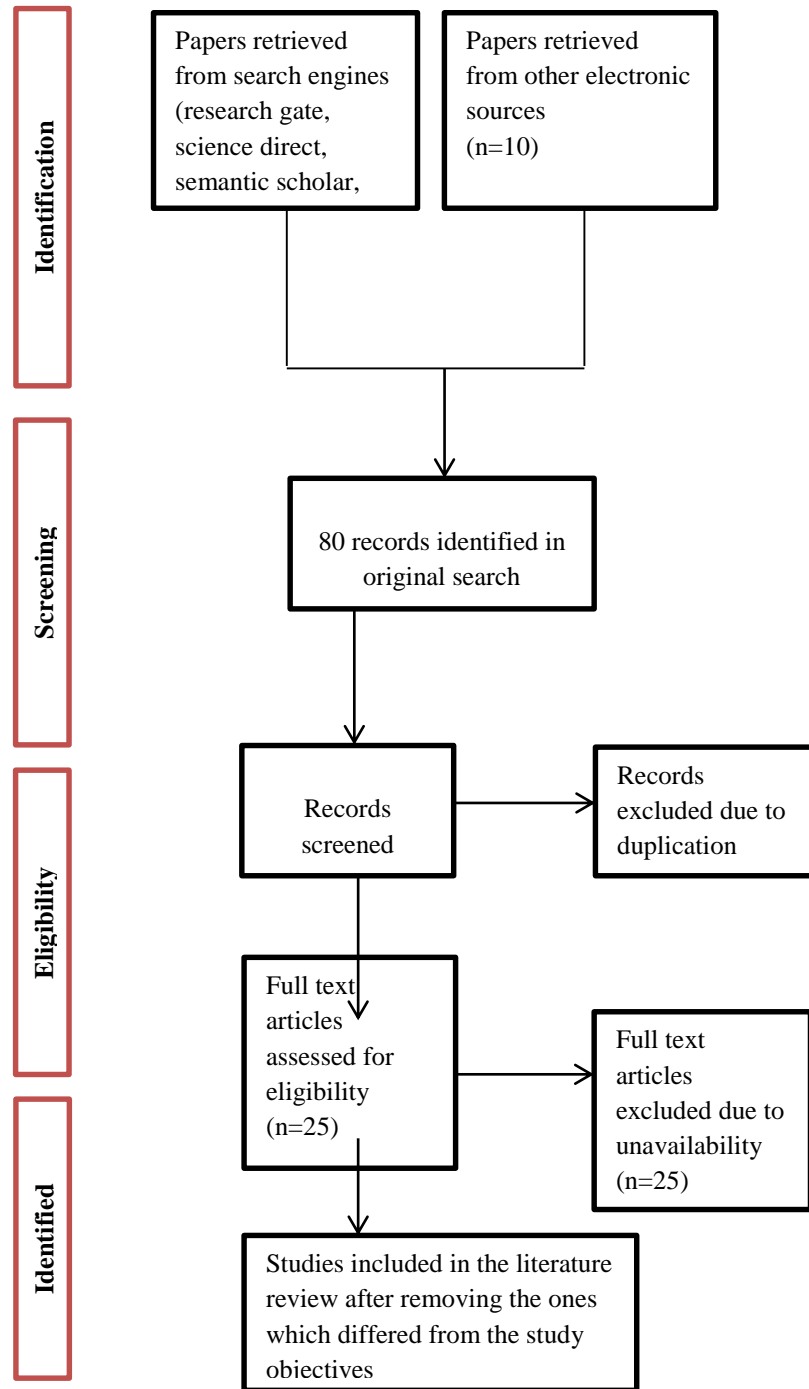 Identification
Papers retrieved
from search engines
(research gate,
science direct,
semantic scholar,
Papers retrieved
from other electronic
sources
(n=10)
Screening
80 records identified in
original search
Records
screened
Records
excluded due to
duplication
Eligibility
Full text
articles
assessed for
eligibility
(n=25)
Full text
articles
excluded due to
unavailability
(n=25)
Identified
Studies included in the literature
review after removing the ones
which differed from the study
objectives